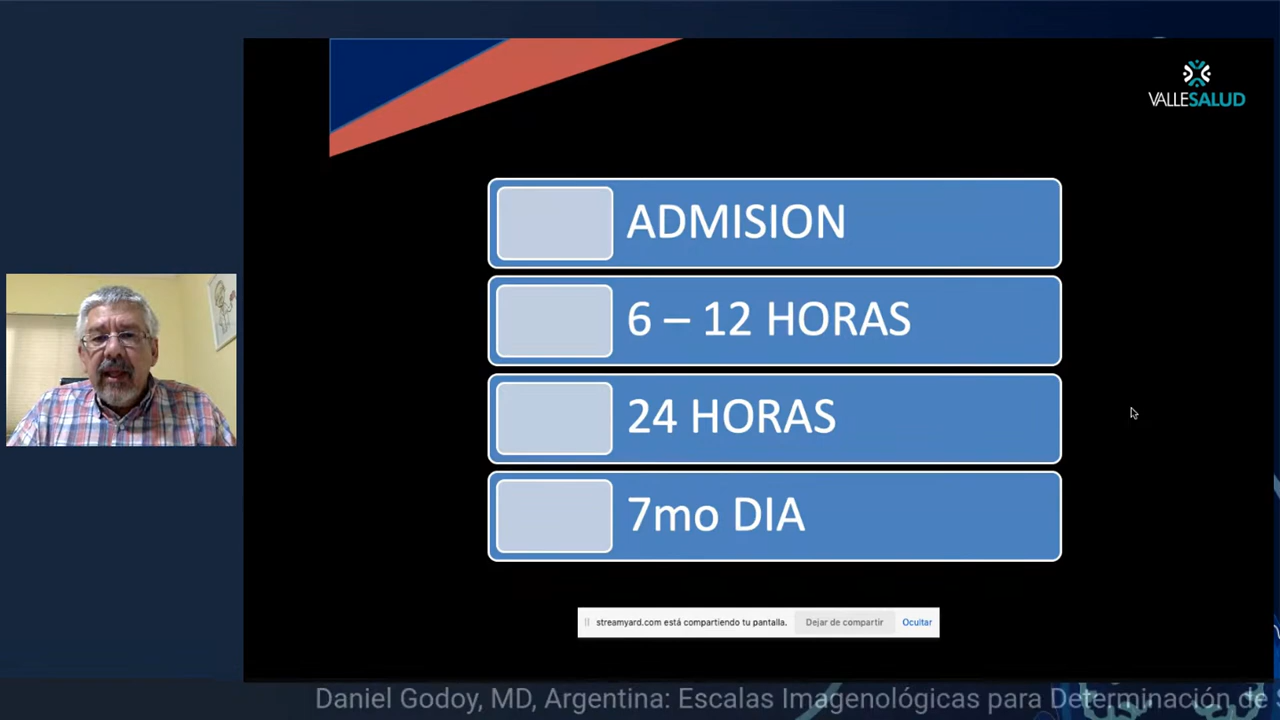 VALLESALUD
ADMISION
6 – 12 HORAS
24 HORAS
7mo DIA
streamyard.com está compartiendo tu pantalla. Dejar de compartir Ocultar
Daniel Godoy, MD, Argentina: Escalas Imagenológicas para Determinación de